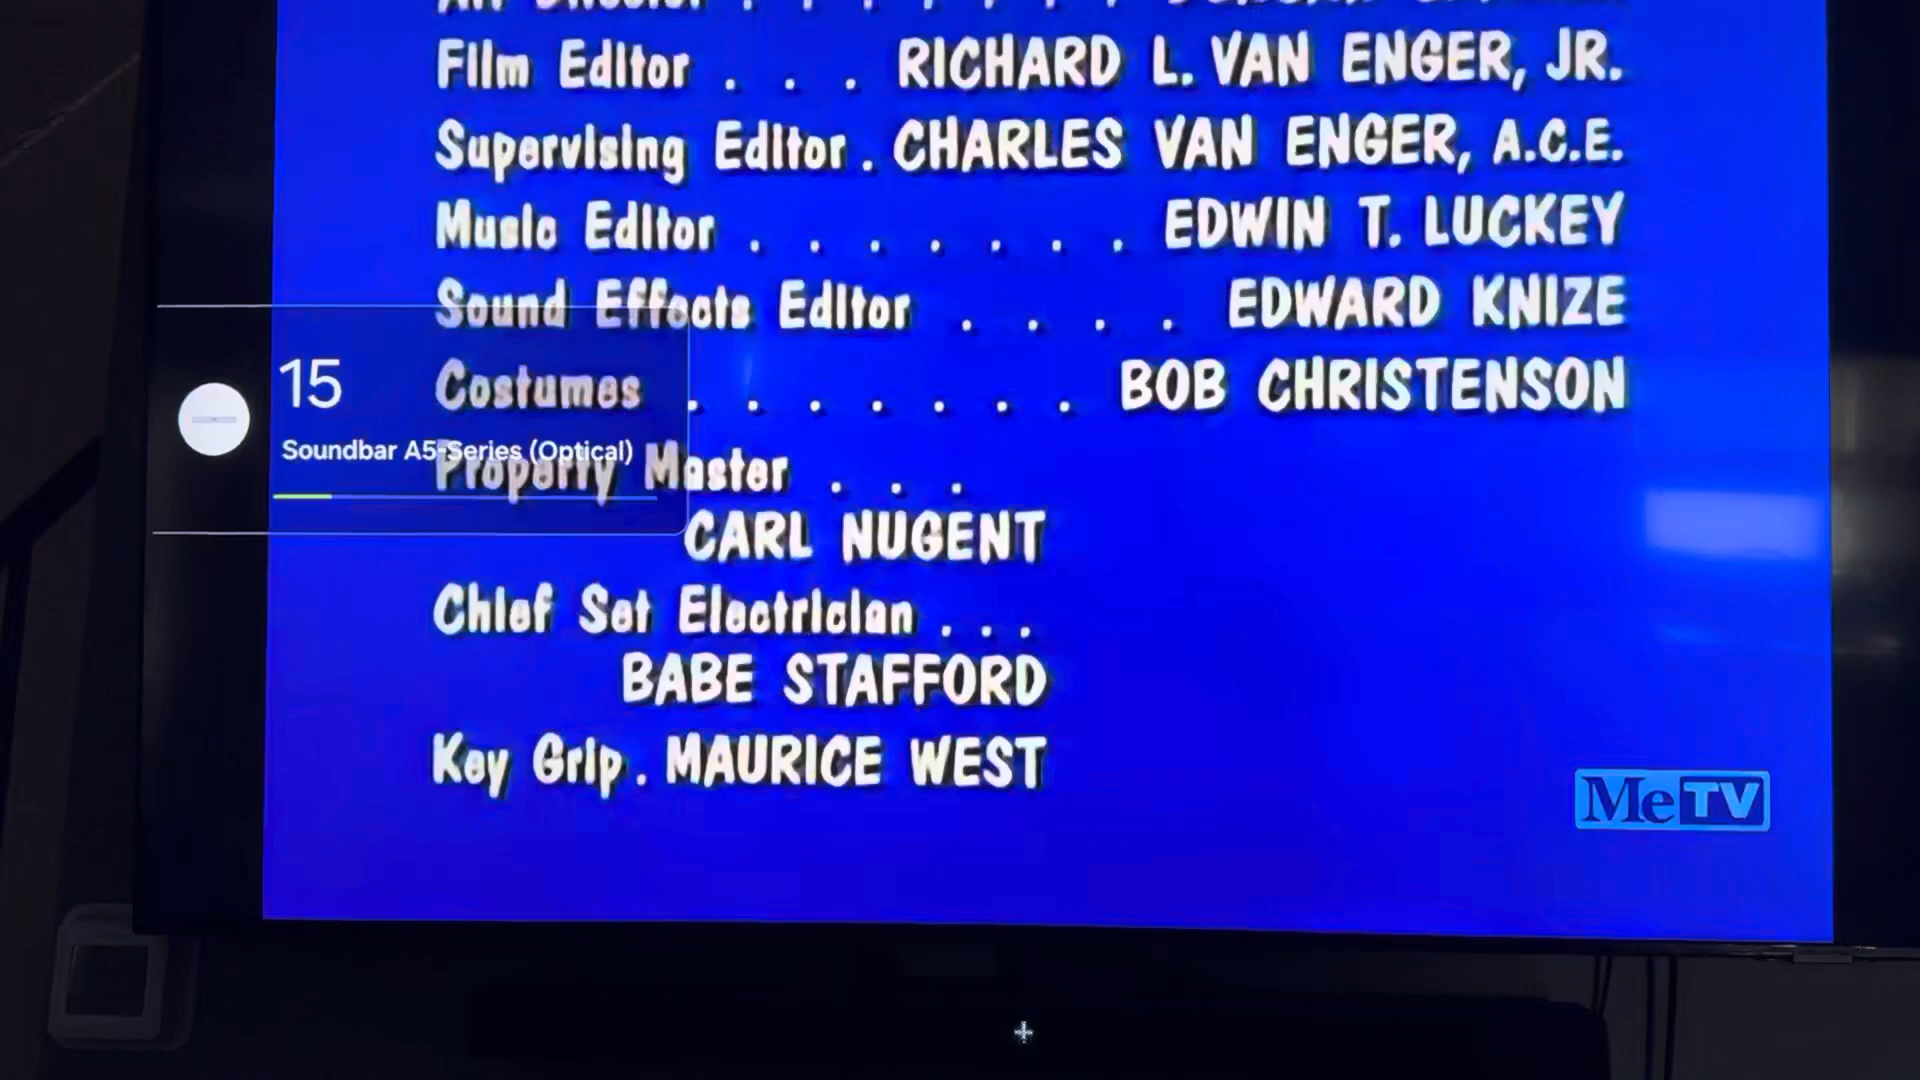 Film Editor . . . RICHARD L. VAN ENGER, JR.
Supervising Editor . CHARLES VAN ENGER, A.C.E.
Music Editor . . . . . . . EDWIN T. LUCKEY
Sound Effects Editor . . . . EDWARD KNIZE
15
Costumes . . . . . . . BOB CHRISTENSON
Soundbar A5-Series (Optical)
Property Master . . .
CARL NUGENT
Chief Set Electrician . . .
BABE STAFFORD
Key Grip . MAURICE WEST
MeTV